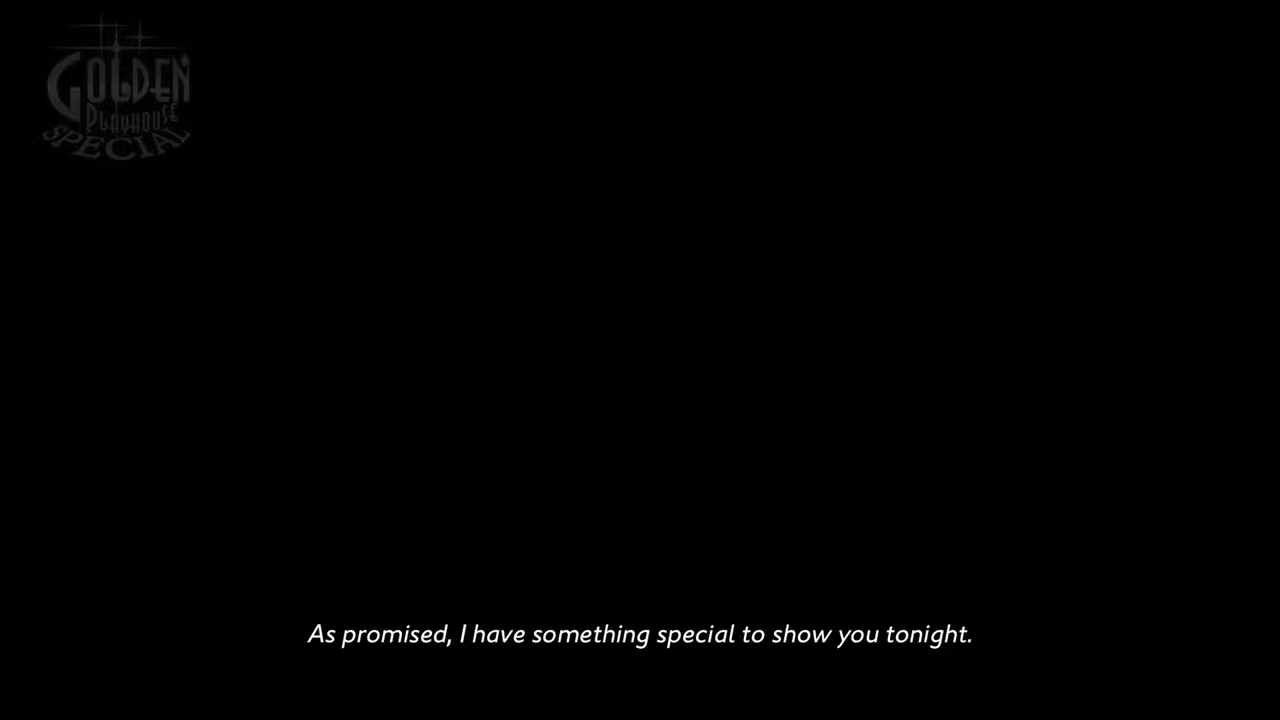 GOLDEN
PLAYHOUSE
SPECIAL
As promised, I have something special to show you tonight.